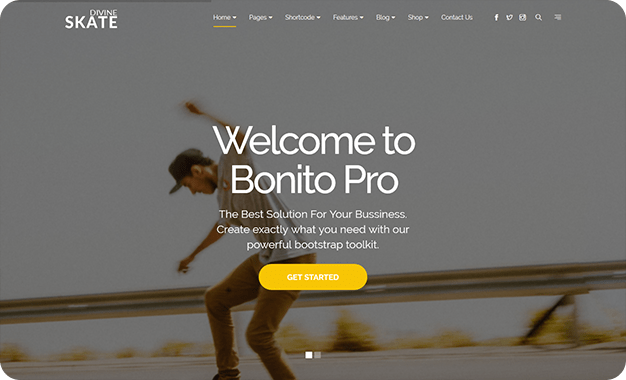 DIVINE
SKATE
Home Pages Shortcode Features Blog Shop Contact Us
Welcome to
Bonito Pro
The Best Solution For Your Bussiness.
Create exactly what you need with our
powerful bootstrap toolkit.
GET STARTED